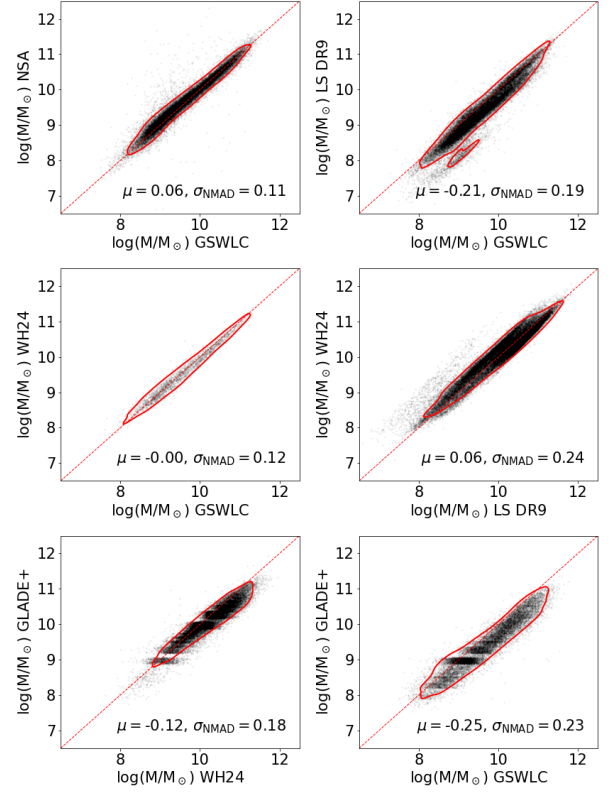 12
11
10
9
8
7
log(M/M⊙) NSA
μ = 0.06, σNMAD = 0.11
8 10 12
log(M/M⊙) GSWLC
12
11
10
9
8
7
log(M/M⊙) LS DR9
μ = -0.21, σNMAD = 0.19
8 10 12
log(M/M⊙) GSWLC
12
11
10
9
8
7
log(M/M⊙) WH24
μ = -0.00, σNMAD = 0.12
8 10 12
log(M/M⊙) GSWLC
12
11
10
9
8
7
log(M/M⊙) WH24
μ = 0.06, σNMAD = 0.24
8 10 12
log(M/M⊙) LS DR9
12
11
10
9
8
7
log(M/M⊙) GLADE+
μ = -0.12, σNMAD = 0.18
8 10 12
log(M/M⊙) WH24
12
11
10
9
8
7
log(M/M⊙) GLADE+
μ = -0.25, σNMAD = 0.23
8 10 12
log(M/M⊙) GSWLC